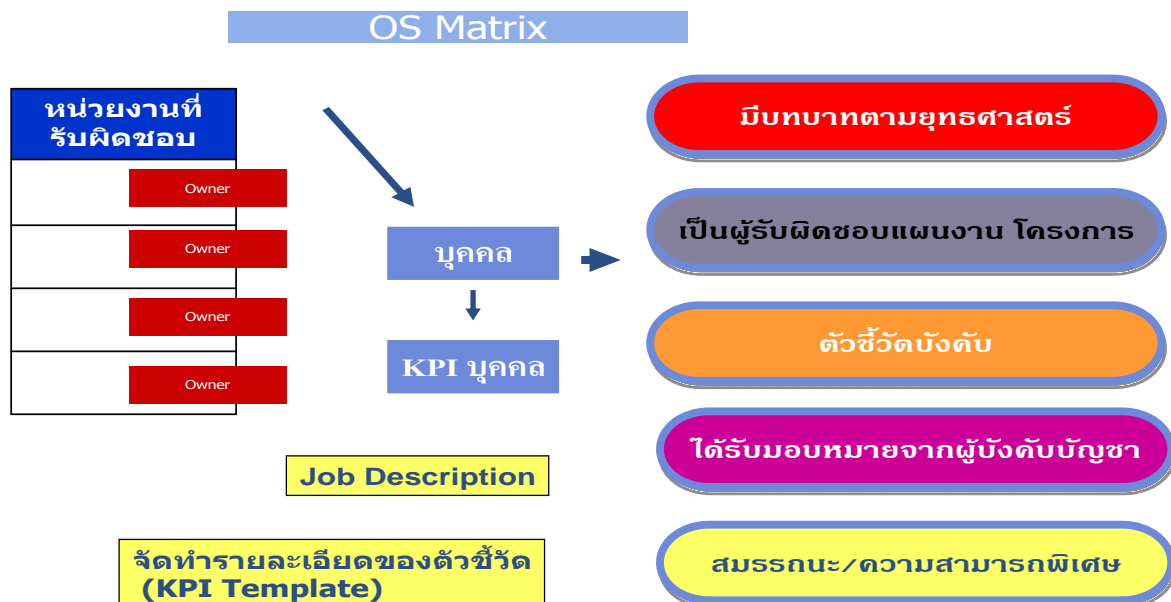 OS Matrix
หน่วยงานที่
รับผิดชอบ
Owner
Owner
Owner
Owner
บุคคล
KPI บุคคล
Job Description
จัดทำรายละเอียดของตัวชี้วัด
(KPI Template)
มีบทบาทตามยุทธศาสตร์
เป็นผู้รับผิดชอบแผนงาน โครงการ
ตัวชี้วัดบังคับ
ได้รับมอบหมายจากผู้บังคับบัญชา
สมรรถนะ/ความสามารถพิเศษ